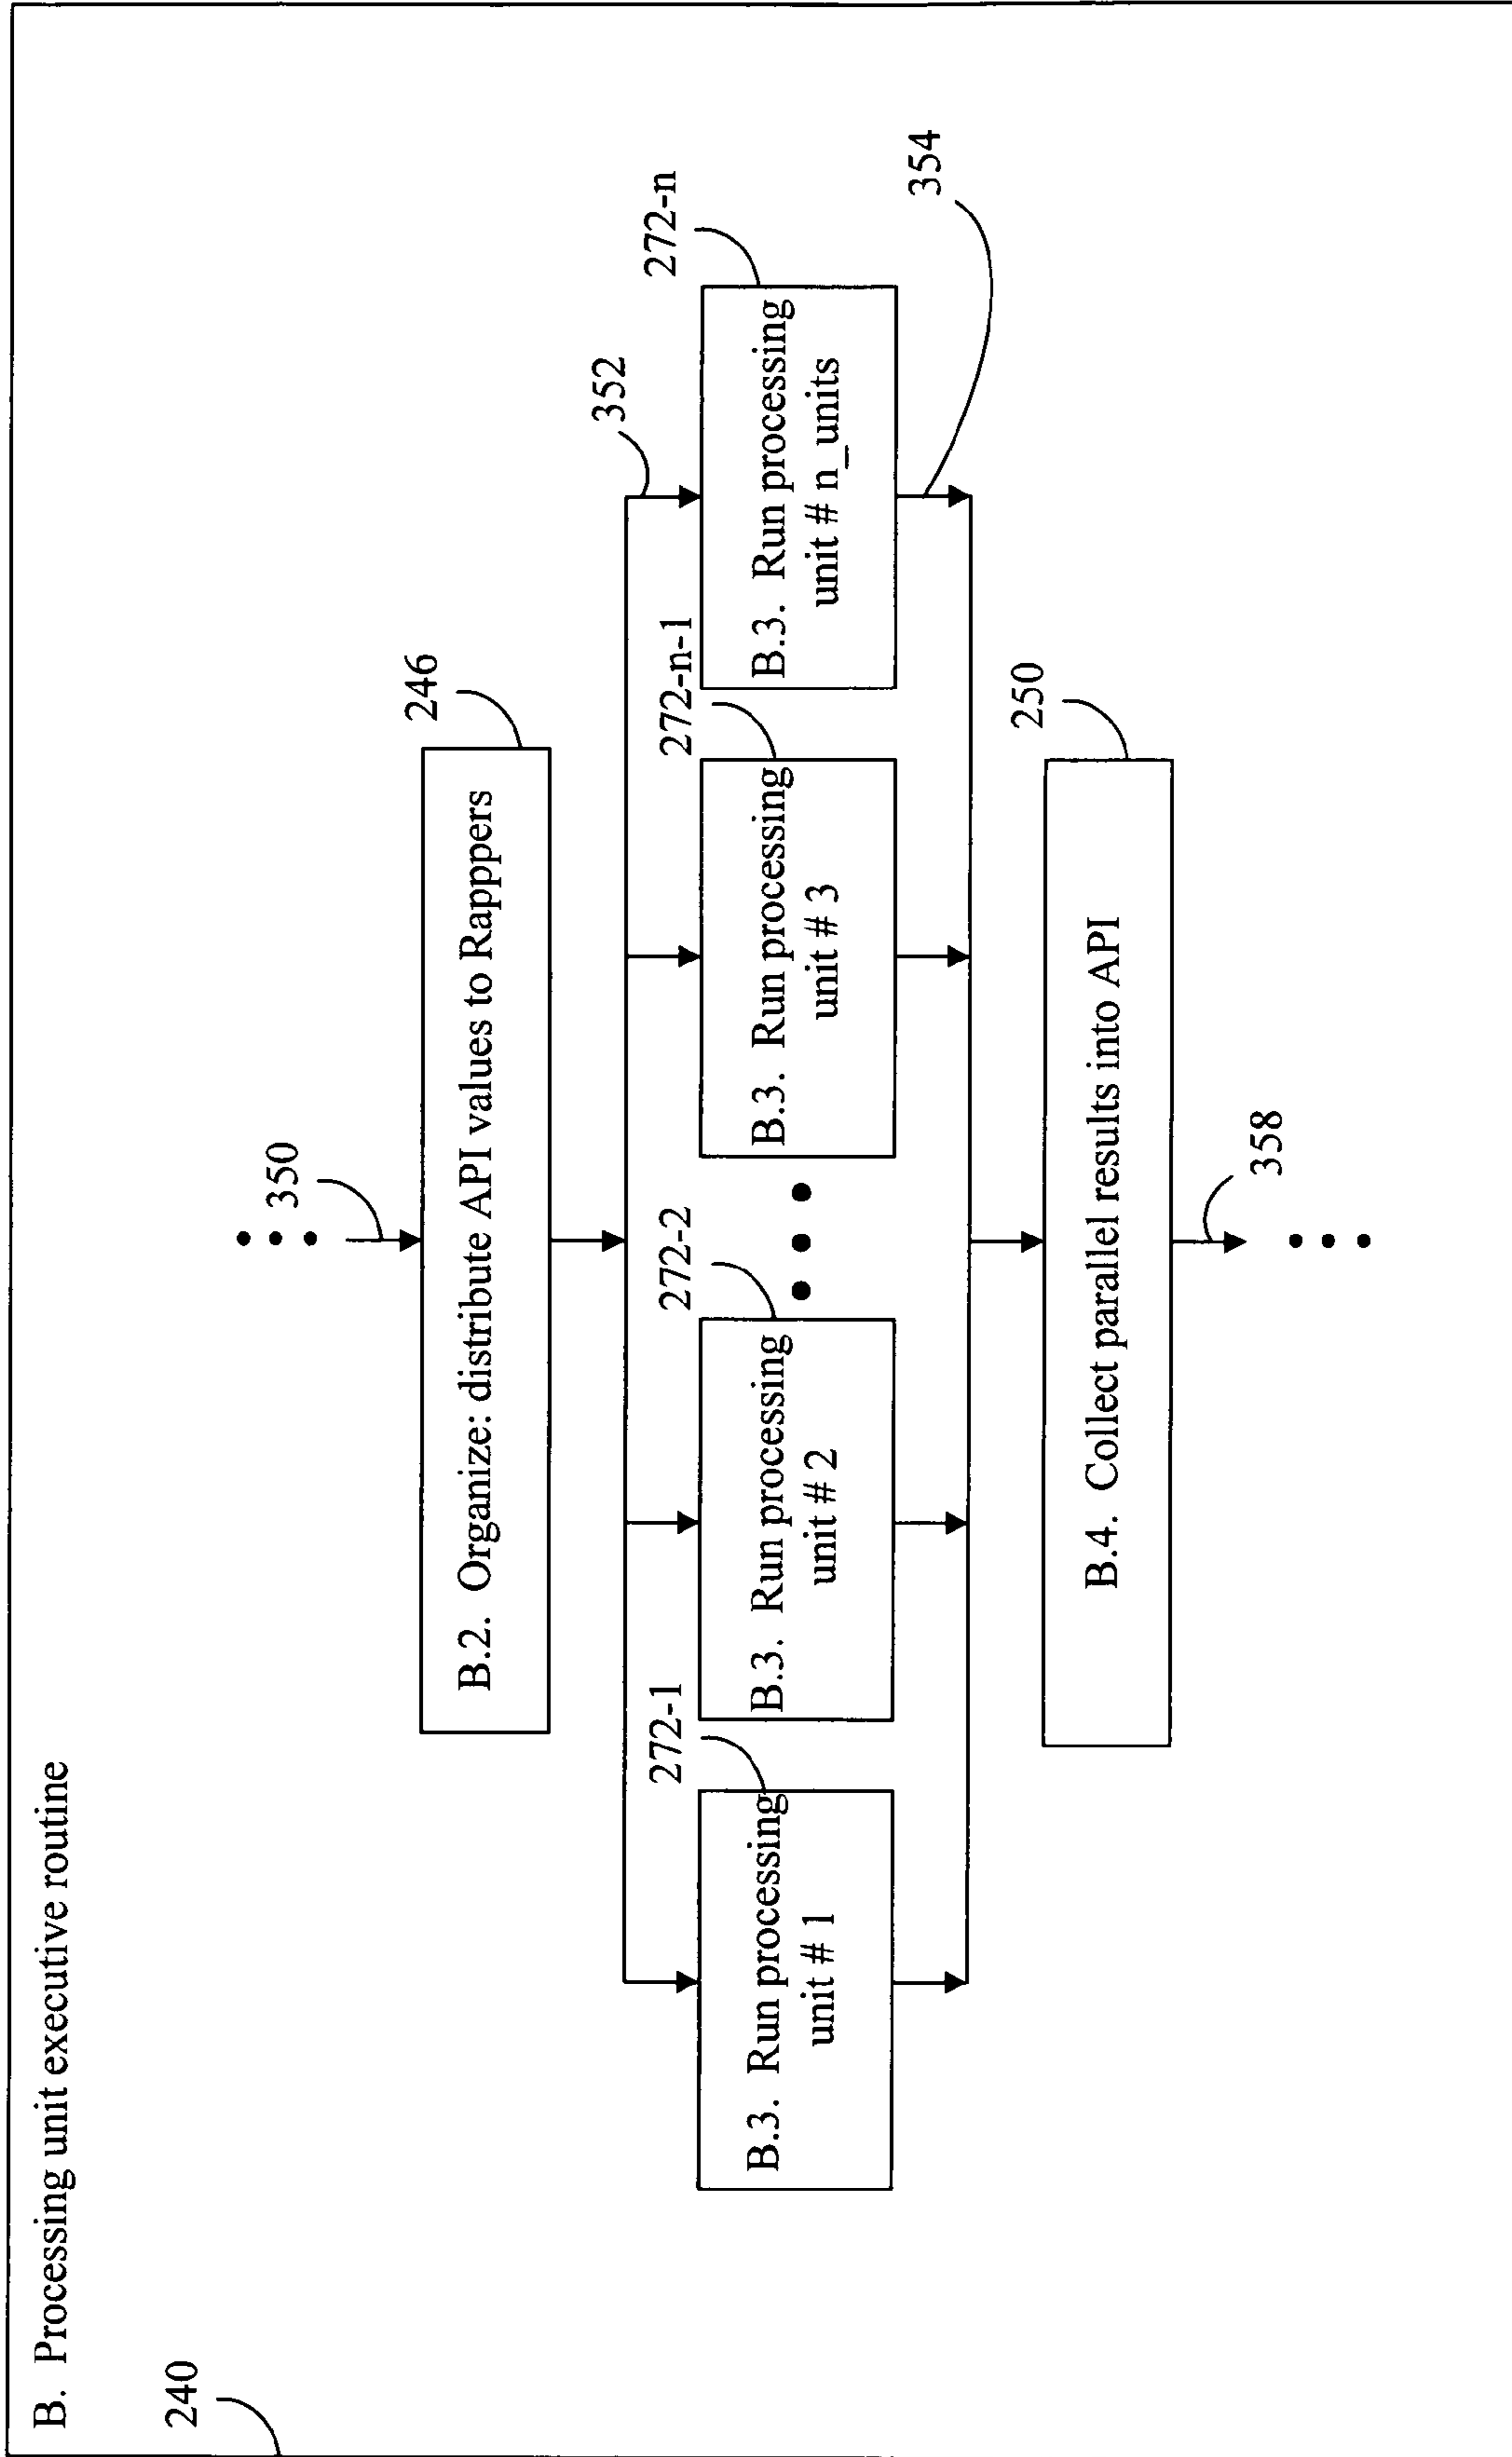 B. Processing unit executive routine
240
350
246
B.2. Organize: distribute API values to Rapppers
352
272-1
272-2
272-n-1
272-n
B.3. Run processing
unit # 1
B.3. Run processing
unit # 2
B.3. Run processing
unit # 3
B.3. Run processing
unit # n_units
354
250
B.4. Collect parallel results into API
358